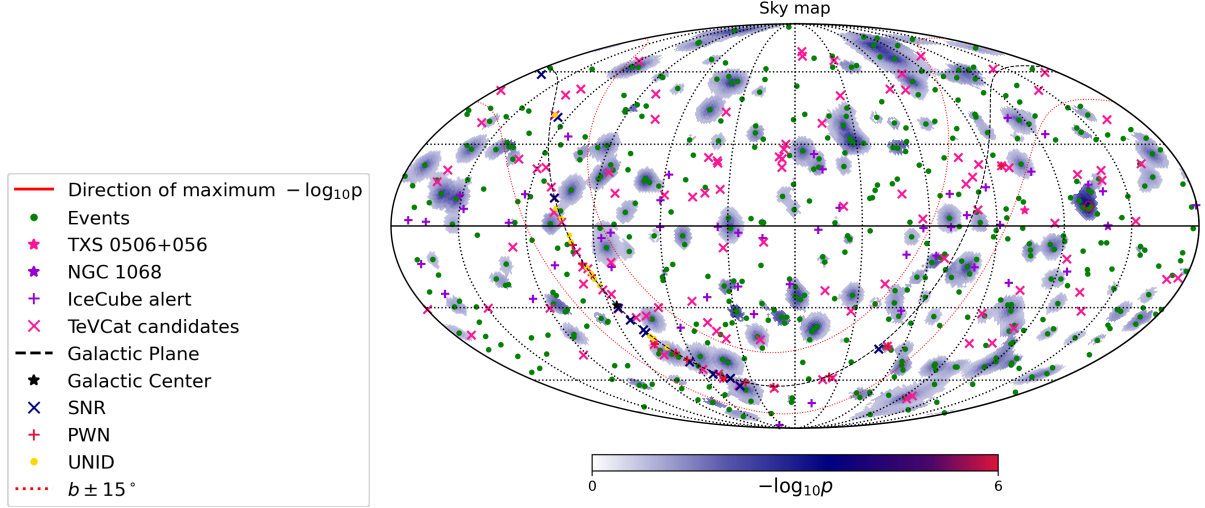 Sky map
Direction of maximum −log₁₀p
Events
TXS 0506+056
NGC 1068
IceCube alert
TeVCat candidates
Galactic Plane
Galactic Center
SNR
PWN
UNID
b ± 15°
0
−log₁₀p
6